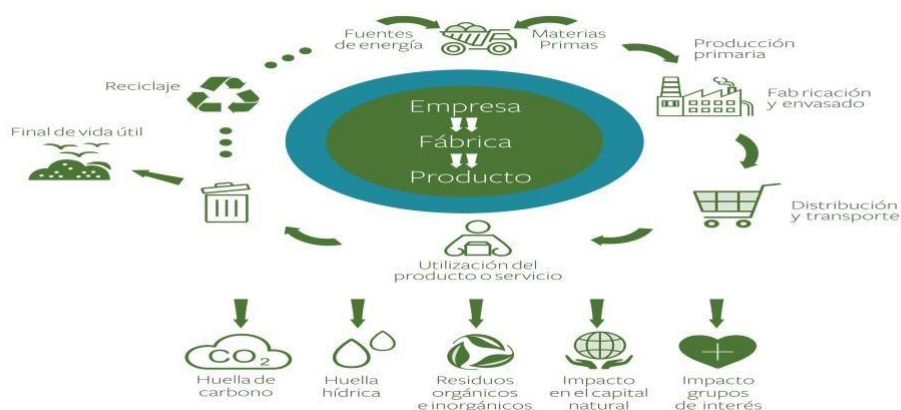 Fuentes
de energía
Materias
Primas
Producción
primaria
Fabricación
y envasado
Distribución
y transporte
Utilización del
producto o servicio
Final de vida útil
Reciclaje
Empresa
Fábrica
Producto
CO₂
Huella de
carbono
Huella
hídrica
Residuos
orgánicos
e inorgánicos
Impacto
en el capital
natural
Impacto
grupos
de interés